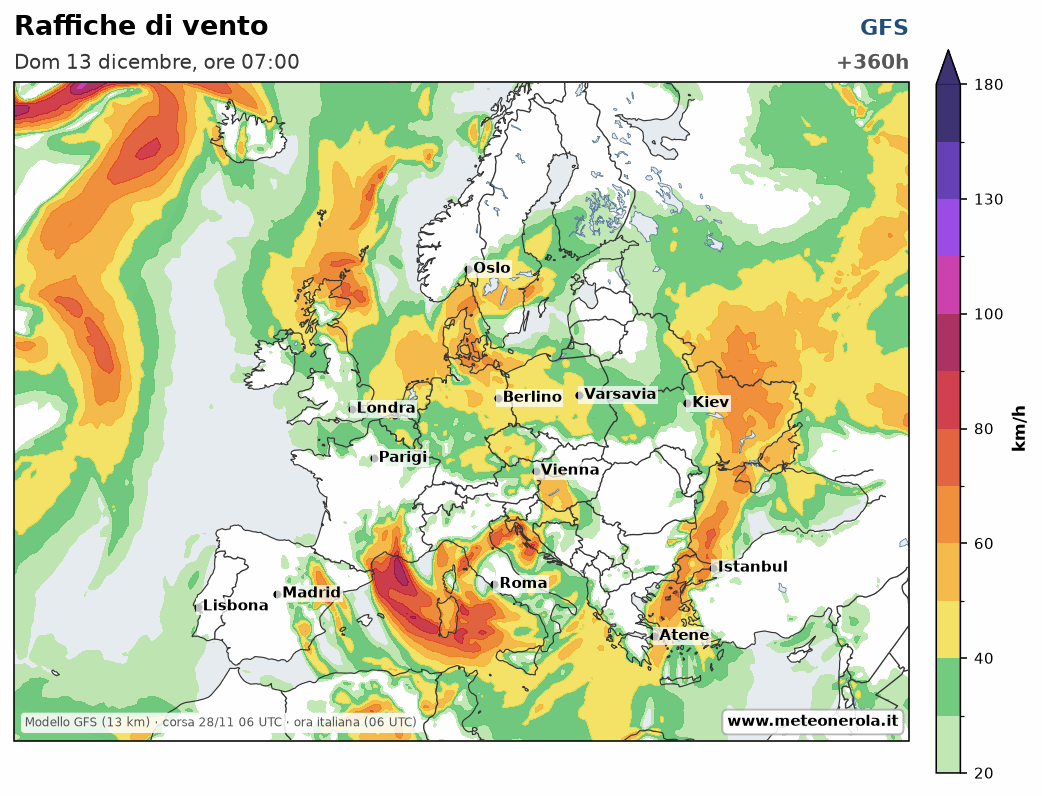 Raffiche di vento
GFS
Dom 13 dicembre, ore 07:00
+360h
180
130
100
80
60
40
20
km/h
Oslo
Londra
Berlino
Varsavia
Kiev
Parigi
Vienna
Istanbul
Roma
Madrid
Lisbona
Atene
Modello GFS (13 km) · corsa 28/11 06 UTC · ora italiana (06 UTC)
www.meteonerola.it